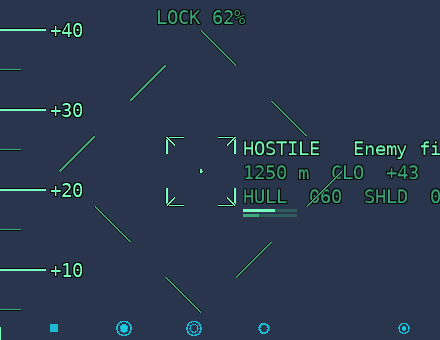 LOCK 62%
+40
+30
HOSTILE Enemy fi
1250 m CLO +43
+20
HULL 060 SHLD 0
+10